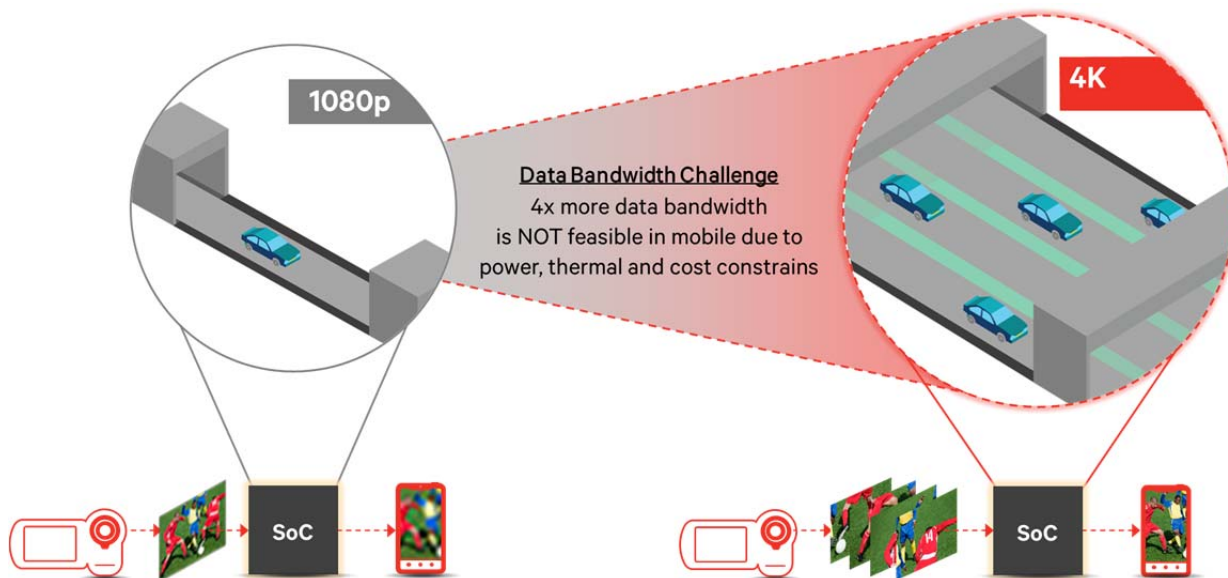 1080p
4K
Data Bandwidth Challenge
4x more data bandwidth
is NOT feasible in mobile due to
power, thermal and cost constrains
SoC
SoC
14